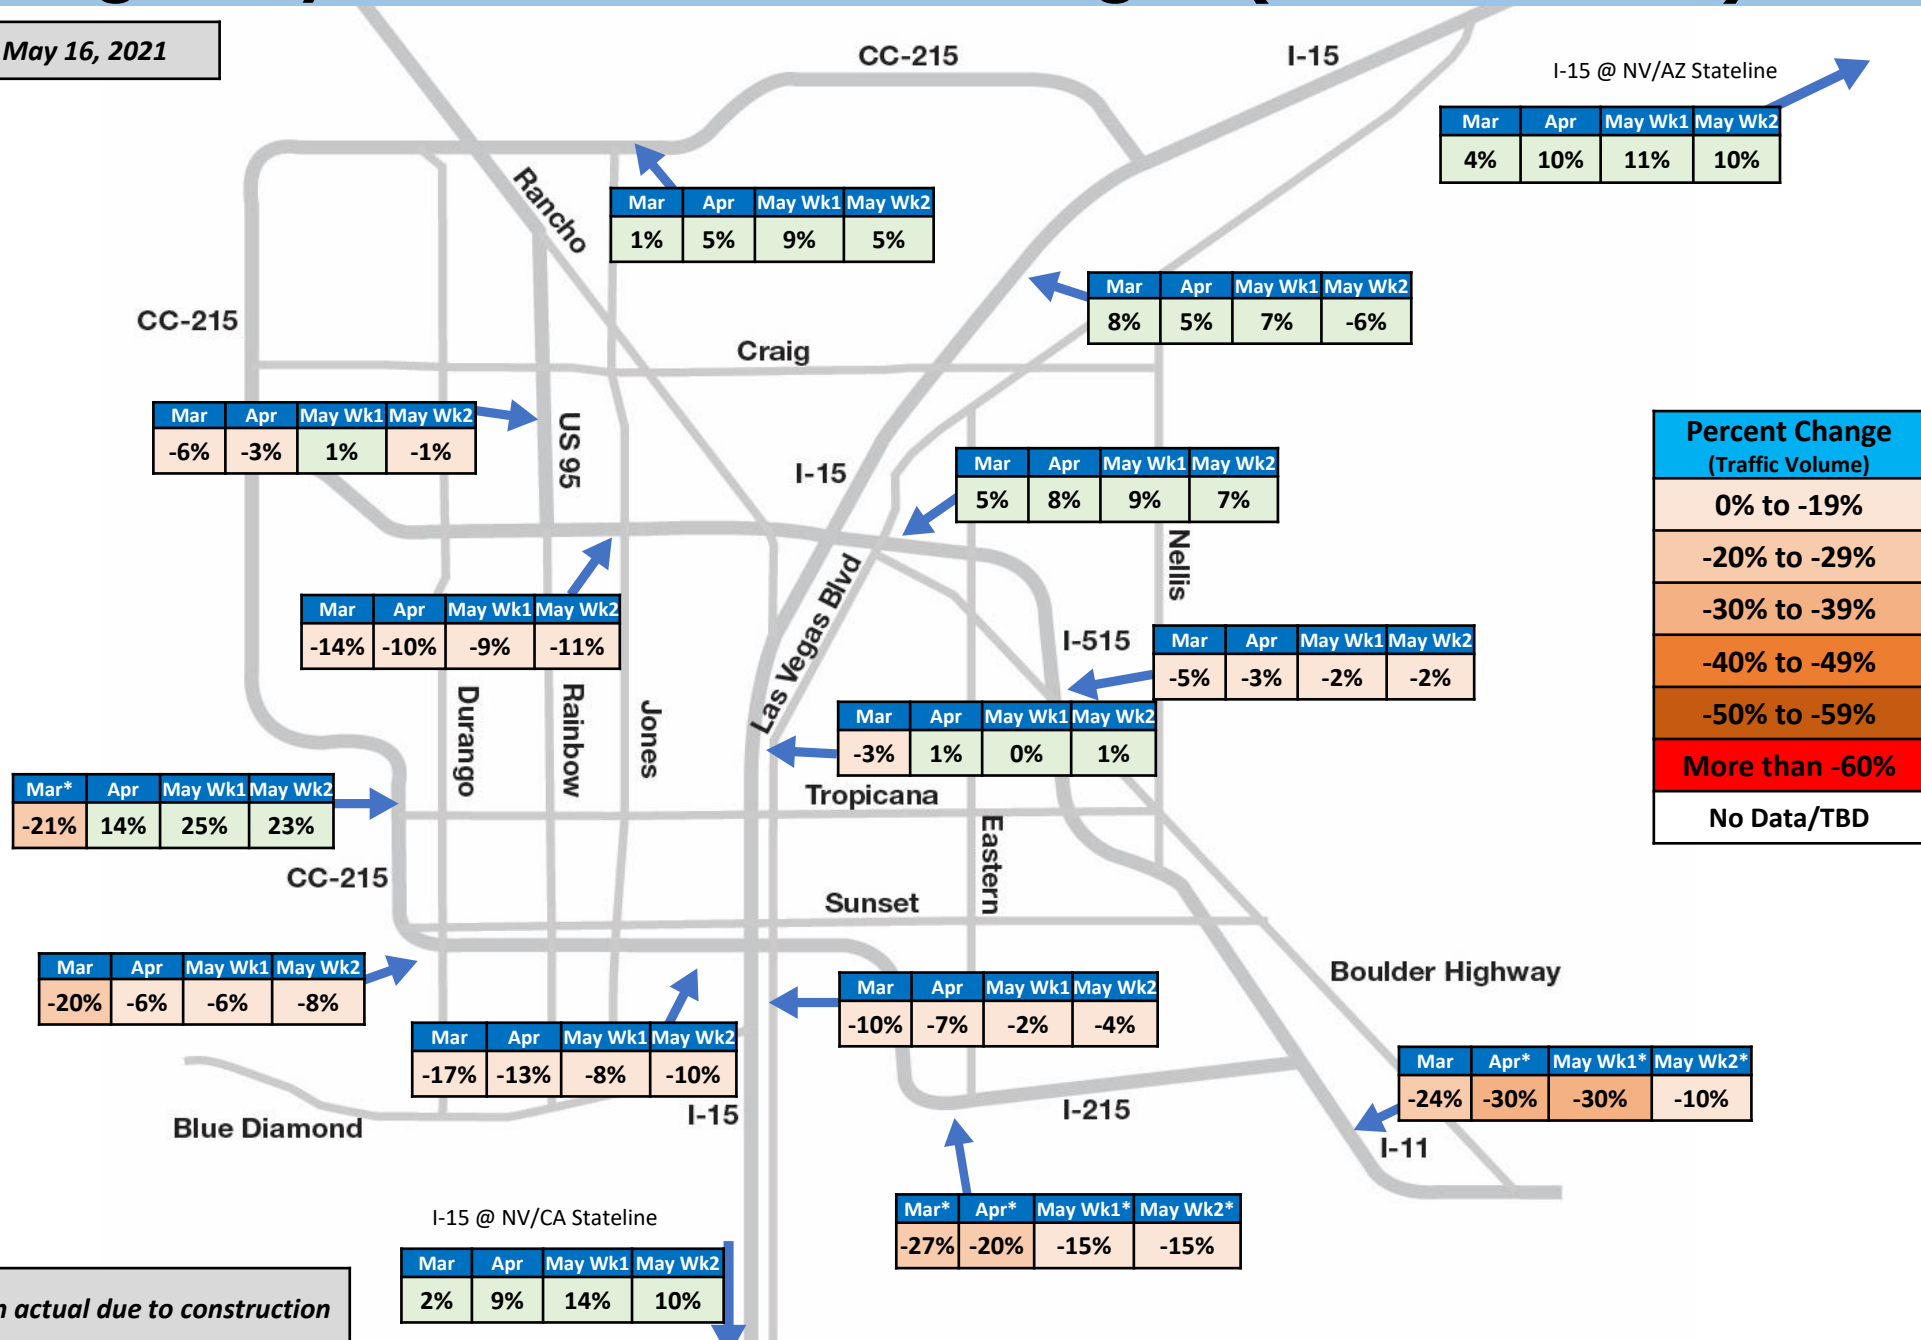 May 16, 2021
CC-215
I-15
I-15 @ NV/AZ Stateline
Mar Apr May Wk1 May Wk2
4% 10% 11% 10%
Rancho
Mar Apr May Wk1 May Wk2
1% 5% 9% 5%
Mar Apr May Wk1 May Wk2
8% 5% 7% -6%
CC-215
Craig
Mar Apr May Wk1 May Wk2
-6% -3% 1% -1%
US 95
I-15
Mar Apr May Wk1 May Wk2
5% 8% 9% 7%
Percent Change
(Traffic Volume)
0% to -19%
-20% to -29%
-30% to -39%
-40% to -49%
-50% to -59%
More than -60%
No Data/TBD
Nellis
Las Vegas Blvd
Mar Apr May Wk1 May Wk2
-14% -10% -9% -11%
I-515
Mar Apr May Wk1 May Wk2
-5% -3% -2% -2%
Durango
Rainbow
Jones
Mar Apr May Wk1 May Wk2
-3% 1% 0% 1%
Mar* Apr May Wk1 May Wk2
-21% 14% 25% 23%
Tropicana
Eastern
CC-215
Sunset
Mar Apr May Wk1 May Wk2
-20% -6% -6% -8%
Mar Apr May Wk1 May Wk2
-10% -7% -2% -4%
Boulder Highway
Mar Apr May Wk1 May Wk2
-17% -13% -8% -10%
Mar Apr* May Wk1* May Wk2*
-24% -30% -30% -10%
I-15
I-215
Blue Diamond
I-11
Mar* Apr* May Wk1* May Wk2*
-27% -20% -15% -15%
I-15 @ NV/CA Stateline
Mar Apr May Wk1 May Wk2
2% 9% 14% 10%
actual due to construction